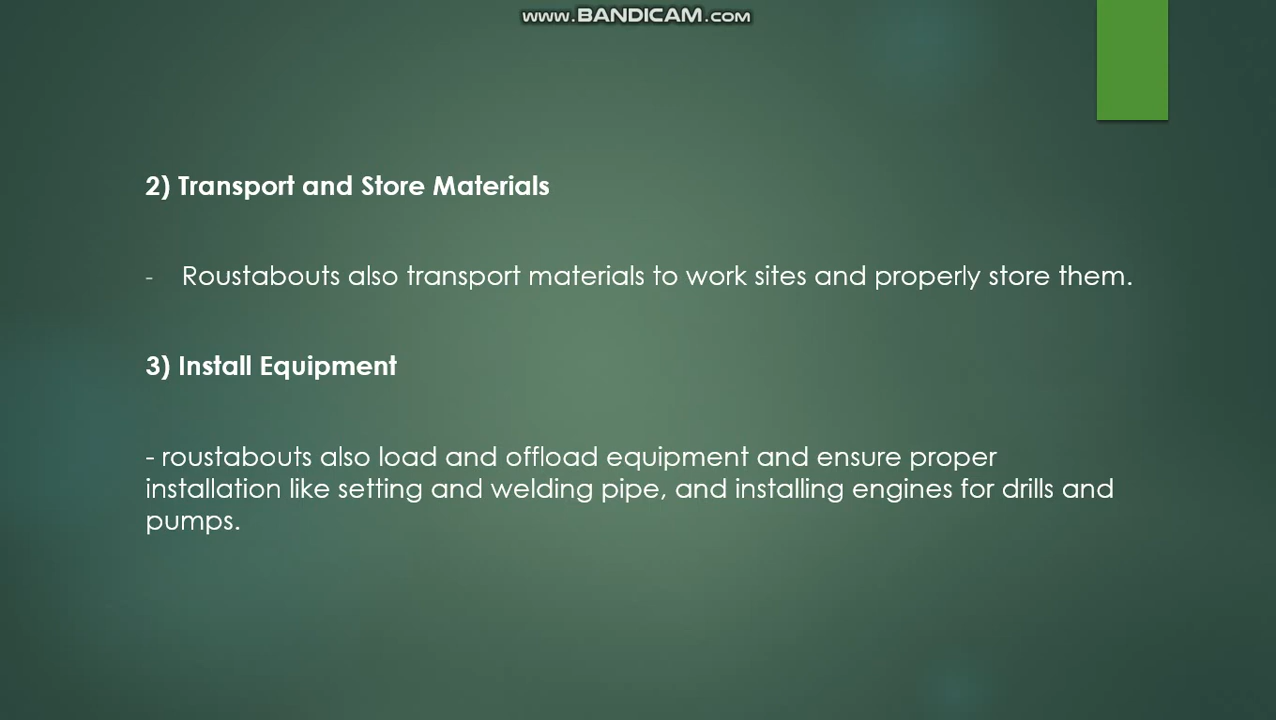 www.BANDICAM.com
2) Transport and Store Materials
- Roustabouts also transport materials to work sites and properly store them.
3) Install Equipment
- roustabouts also load and offload equipment and ensure proper
installation like setting and welding pipe, and installing engines for drills and
pumps.